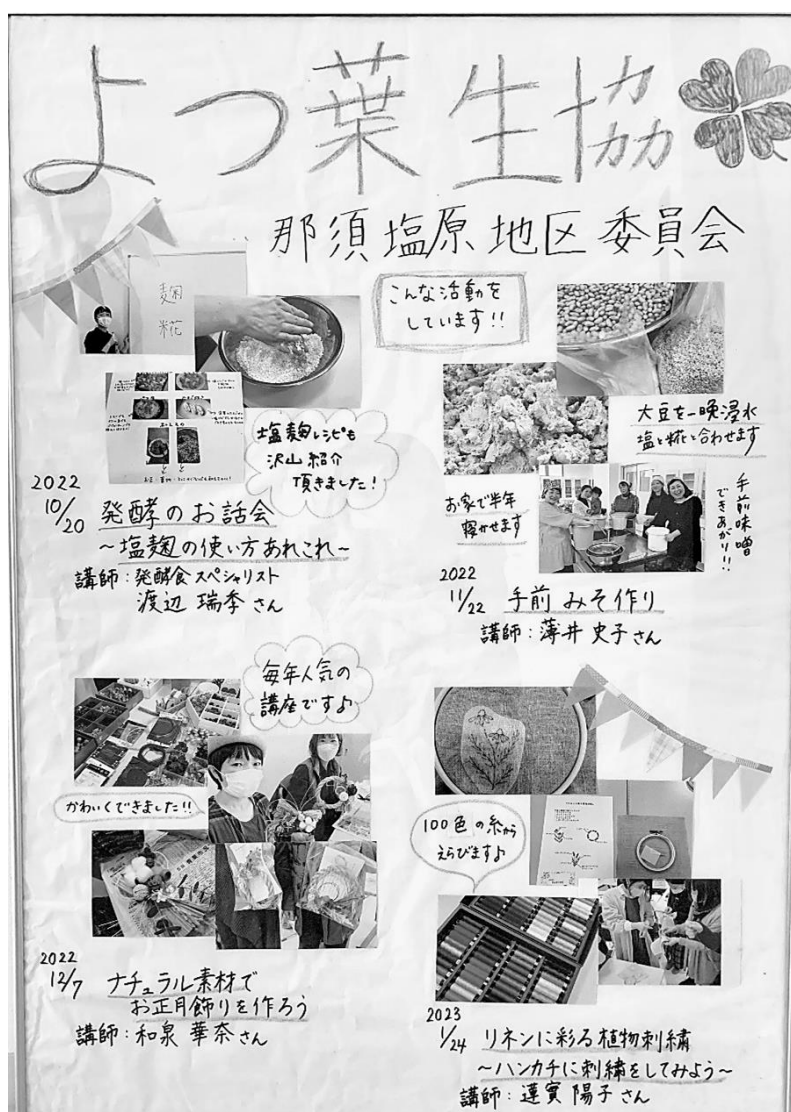 よつ葉生協
那須塩原地区委員会
こんな活動を
しています!!
麹
糀
塩麹レシピも
沢山紹介
頂きました!
2022
10/20 発酵のお話会
~塩麹の使い方あれこれ~
講師:発酵食スペシャリスト
渡辺 瑞季さん
大豆を一晩浸水
塩と糀と合わせます
お家で半年
寝かせます
手前味噌
できあがり!!
2022
11/22 手前みそ作り
講師:薄井史子さん
毎年人気の
講座ですよ
かわいくできました!!
2022
12/7 ナチュラル素材で
お正月飾りを作ろう
講師:和泉 華奈さん
100色の糸から
えらびます♪
2023
1/24 リネンに彩る植物刺繍
~ハンカチに刺繍をしてみよう~
講師:蓮實 陽子さん